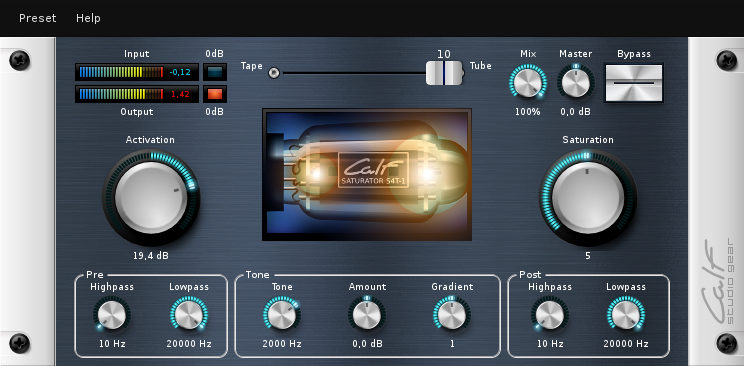 Preset Help
Input 0dB
-0,12
1,42
Output 0dB
Tape 10 Tube
Mix Master Bypass
100% 0,0 dB
Activation
19,4 dB
Calf
SATURATOR S4T-1
Saturation
5
Pre
Highpass Lowpass
10 Hz 20000 Hz
Tone
Tone Amount Gradient
2000 Hz 0,0 dB 1
Post
Highpass Lowpass
10 Hz 20000 Hz
Calf
studio gear